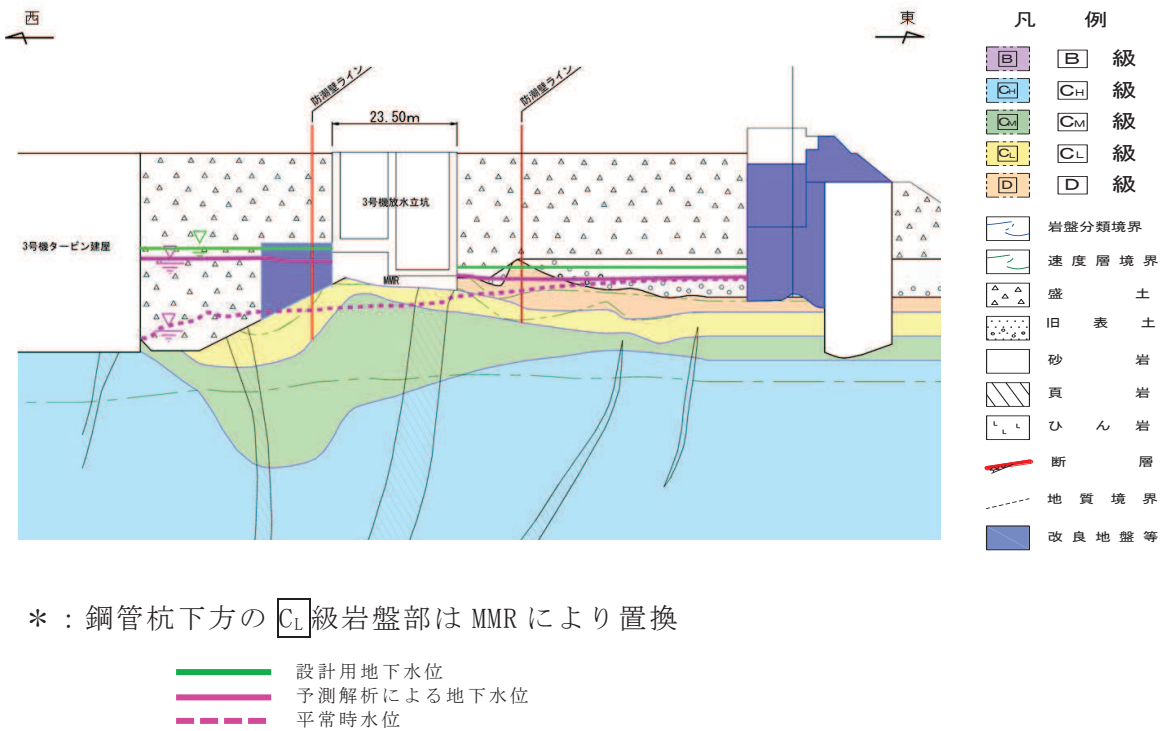 西
東
防潮壁ライン
防潮壁ライン
23.50m
3号機放水立坑
3号機タービン建屋
MMR
凡 例
B B 級
CH CH 級
CM CM 級
CL CL 級
D D 級
岩盤分類境界
速度層境界
盛土
旧表土
砂岩
頁岩
ひん岩
断層
地質境界
改良地盤等
*:鋼管杭下方のCL級岩盤部はMMRにより置換
設計用地下水位
予測解析による地下水位
平常時水位